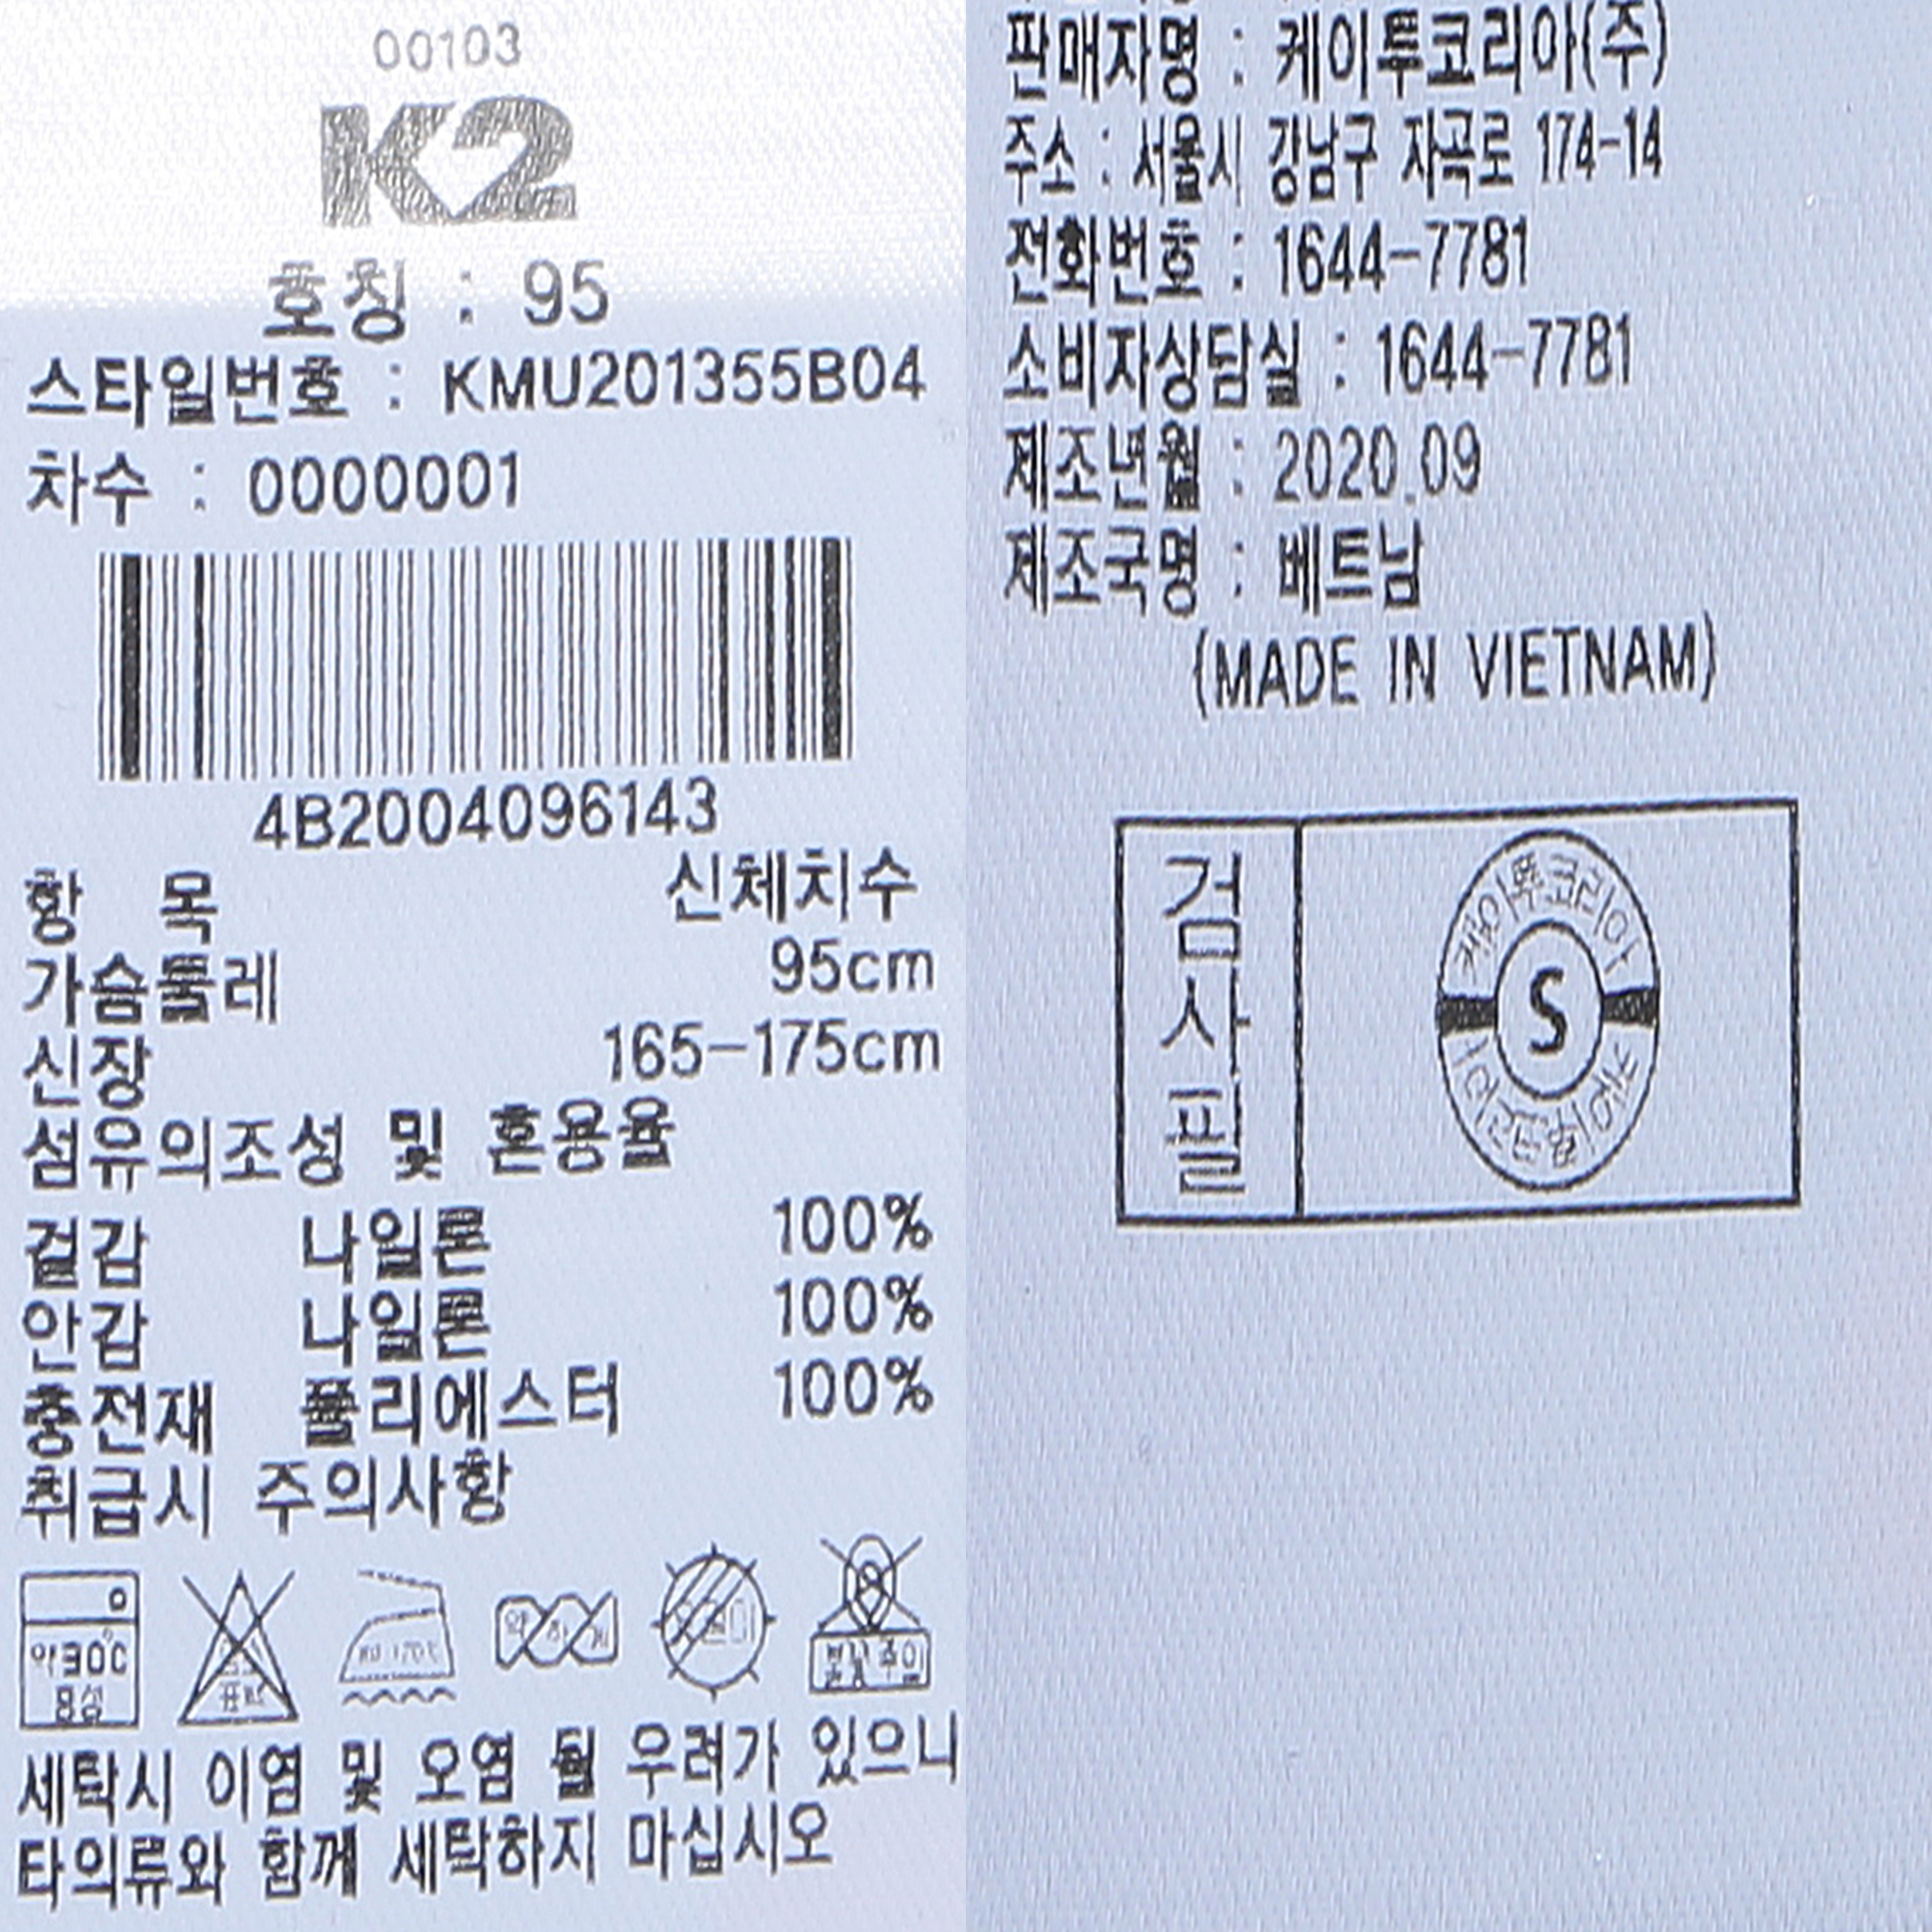 00103
K2
호칭 : 95
스타일번호 : KMU201355B04
차수 : 0000001
4B2004096143
항 목 신체치수
가슴둘레 95cm
신장 165-175cm
섬유의조성 및 혼용율
겉감 나일론 100%
안감 나일론 100%
충전재 폴리에스터 100%
취급시 주의사항
약30℃
중성
세탁시 이염 및 오염 될 우려가 있으니
타의류와 함께 세탁하지 마십시오
판매자명 : 케이투코리아(주)
주소 : 서울시 강남구 자곡로 174-14
전화번호 : 1644-7781
소비자상담실 : 1644-7781
제조년월 : 2020.09
제조국명 : 베트남
(MADE IN VIETNAM)
검사필
케이투코리아
S